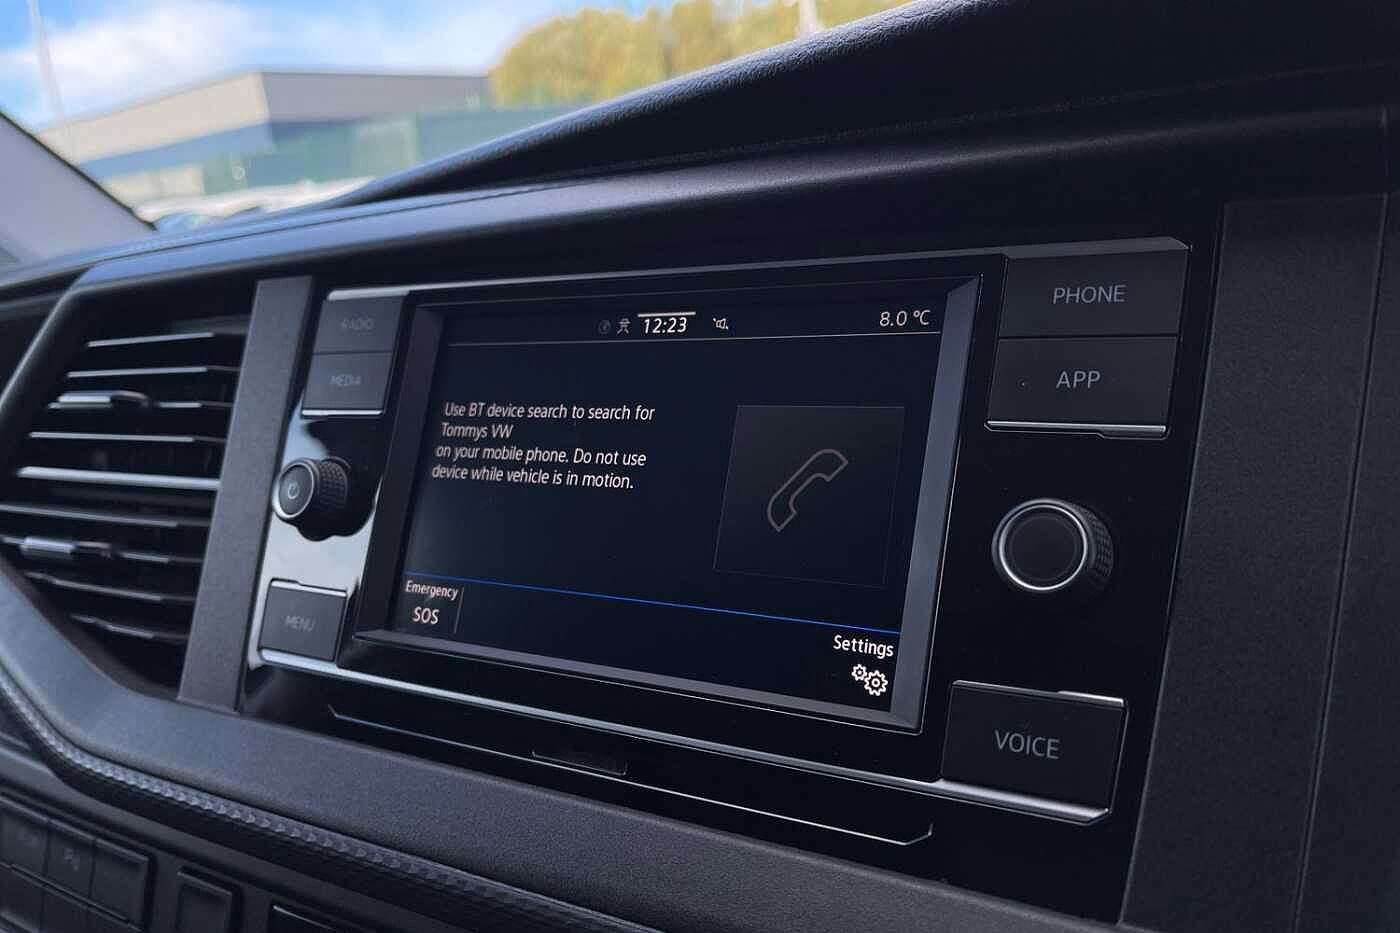 RADIO
MEDIA
MENU
12:23
8.0 °C
Use BT device search to search for
Tommys VW
on your mobile phone. Do not use
device while vehicle is in motion.
Emergency
SOS
Settings
PHONE
APP
VOICE